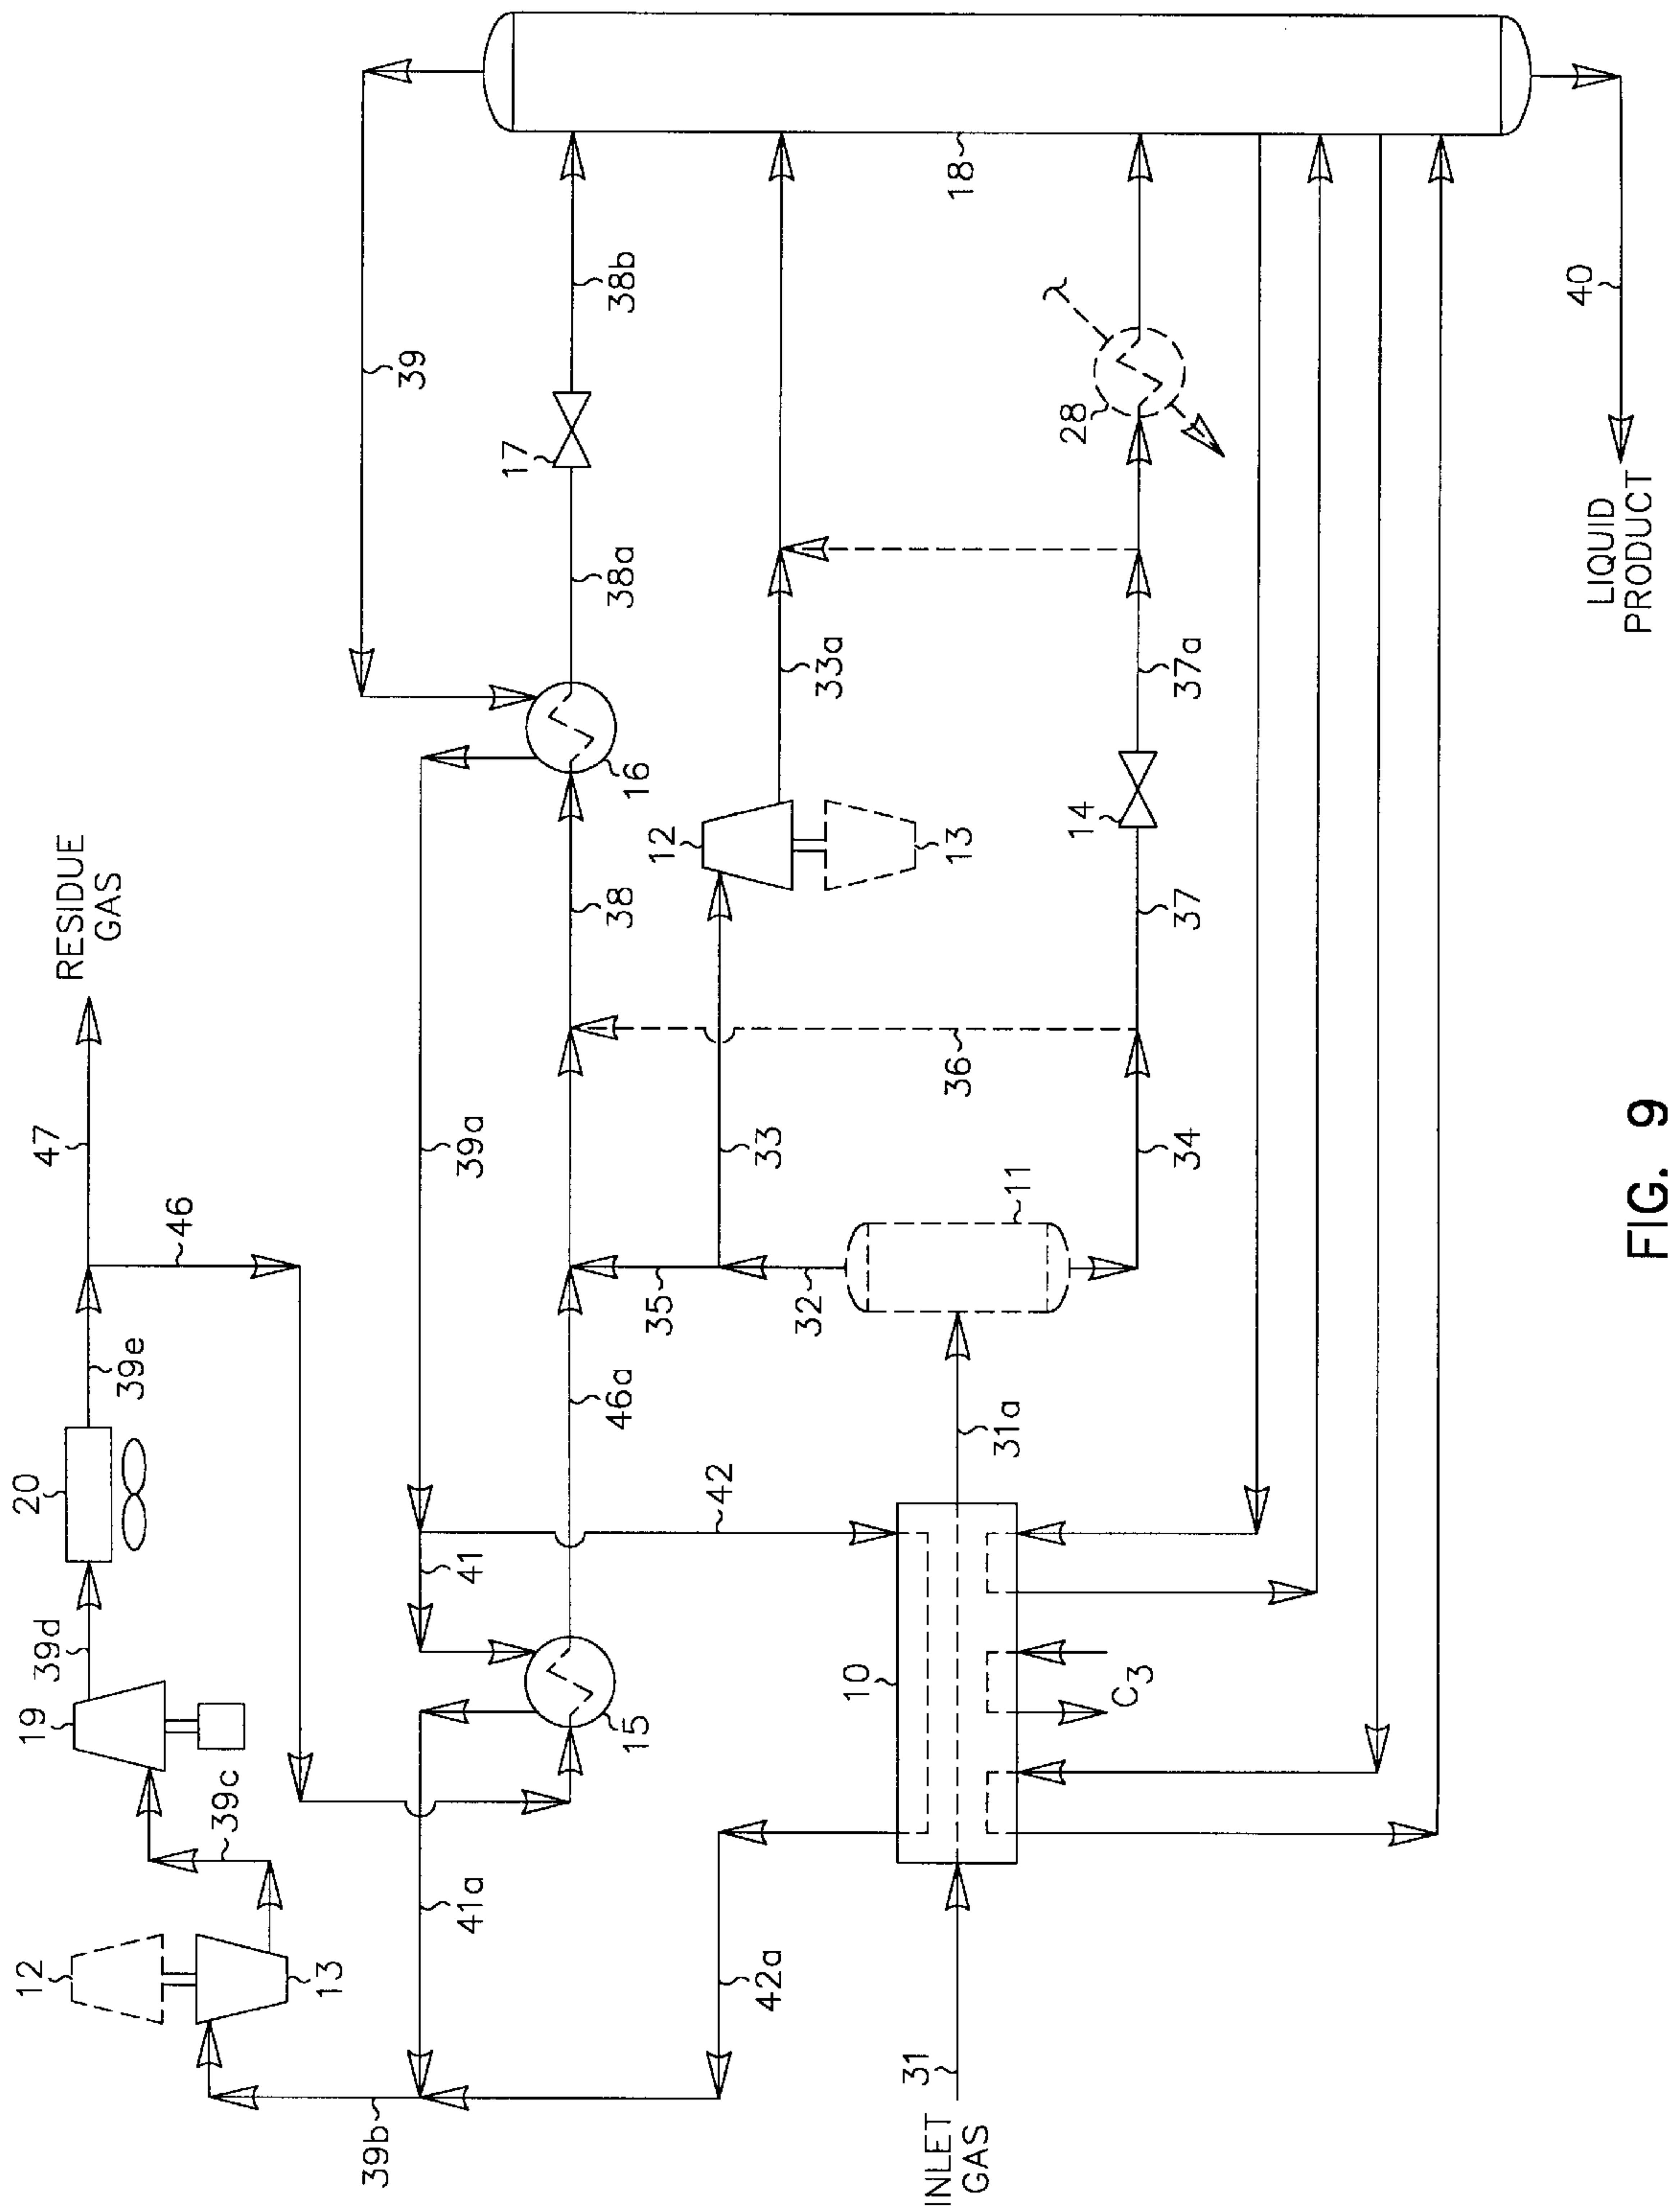 RESIDUE
GAS
47
46
39e
20
39d
19
39c
12
13
39b
39
39a
41
42
41a
42a
15
46a
35
32
33
38
16
38a
17
38b
12
13
33a
36
34
37
14
37a
28
18
11
31a
10
C3
31
INLET
GAS
40
LIQUID
PRODUCT
FIG. 9